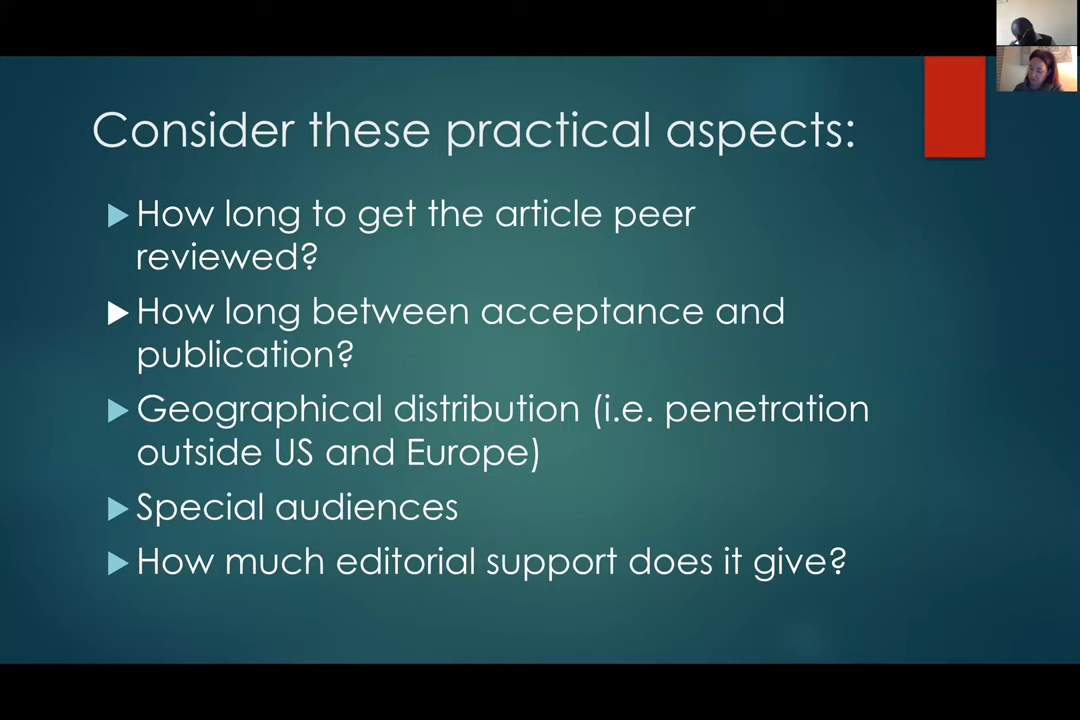 Consider these practical aspects:
How long to get the article peer
reviewed?
How long between acceptance and
publication?
Geographical distribution (i.e. penetration
outside US and Europe)
Special audiences
How much editorial support does it give?